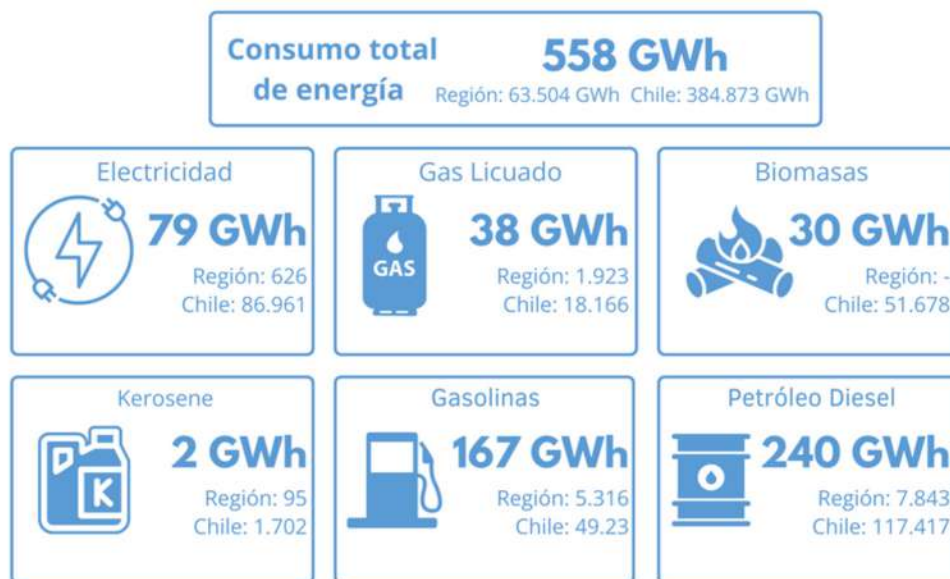 Consumo total
de energía
558 GWh
Región: 63.504 GWh Chile: 384.873 GWh
Electricidad
79 GWh
Región: 626
Chile: 86.961
Gas Licuado
GAS
38 GWh
Región: 1.923
Chile: 18.166
Biomasas
30 GWh
Región: -
Chile: 51.678
Kerosene
K
2 GWh
Región: 95
Chile: 1.702
Gasolinas
167 GWh
Región: 5.316
Chile: 49.23
Petróleo Diesel
240 GWh
Región: 7.843
Chile: 117.417